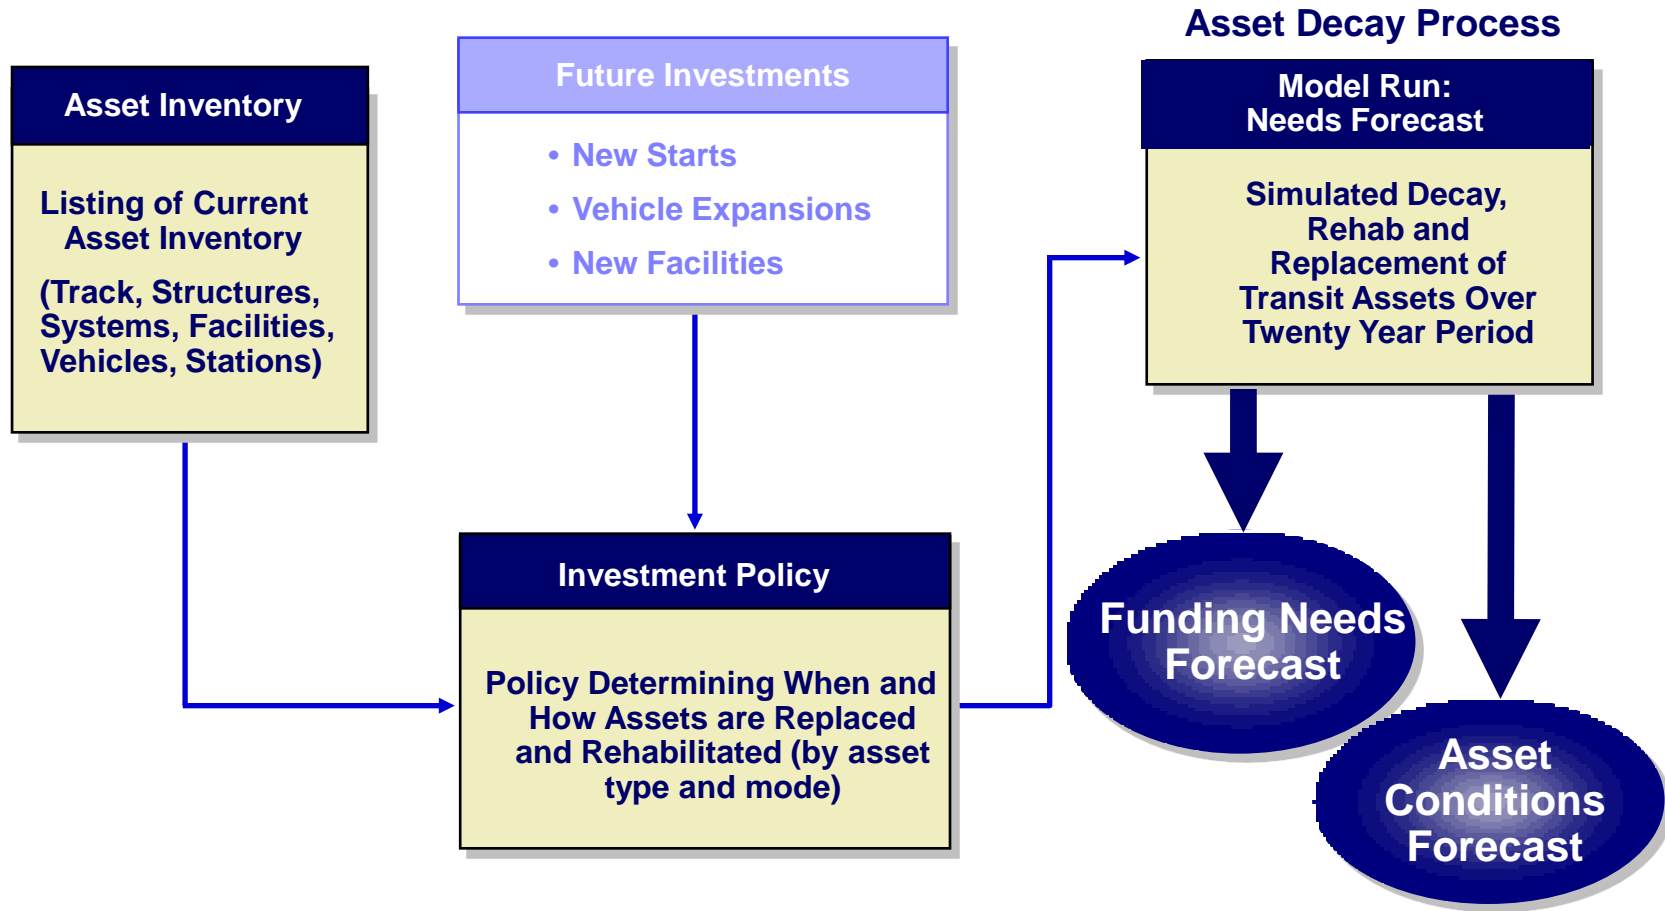 Asset Decay Process
Asset Inventory
Listing of Current
Asset Inventory
(Track, Structures,
Systems, Facilities,
Vehicles, Stations)
Future Investments
• New Starts
• Vehicle Expansions
• New Facilities
Model Run:
Needs Forecast
Simulated Decay,
Rehab and
Replacement of
Transit Assets Over
Twenty Year Period
Investment Policy
Policy Determining When and
How Assets are Replaced
and Rehabilitated (by asset
type and mode)
Funding Needs
Forecast
Asset
Conditions
Forecast